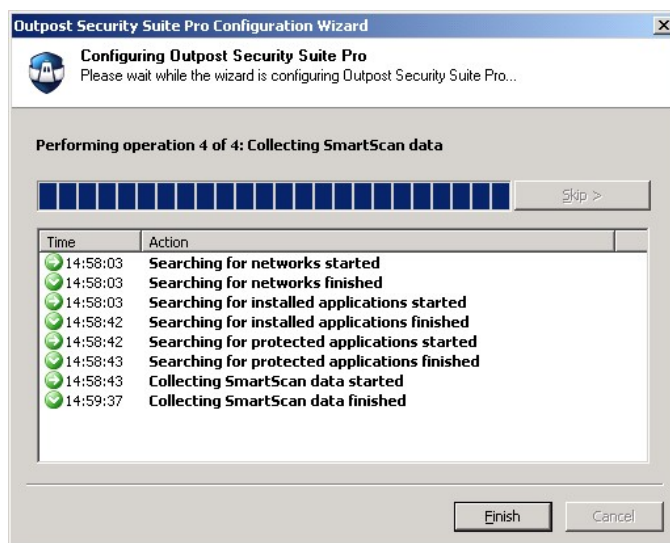 Outpost Security Suite Pro Configuration Wizard
Configuring Outpost Security Suite Pro
Please wait while the wizard is configuring Outpost Security Suite Pro...
Performing operation 4 of 4: Collecting SmartScan data
Skip >
Time Action
14:58:03 Searching for networks started
14:58:03 Searching for networks finished
14:58:03 Searching for installed applications started
14:58:42 Searching for installed applications finished
14:58:42 Searching for protected applications started
14:58:43 Searching for protected applications finished
14:58:43 Collecting SmartScan data started
14:59:37 Collecting SmartScan data finished
Finish Cancel